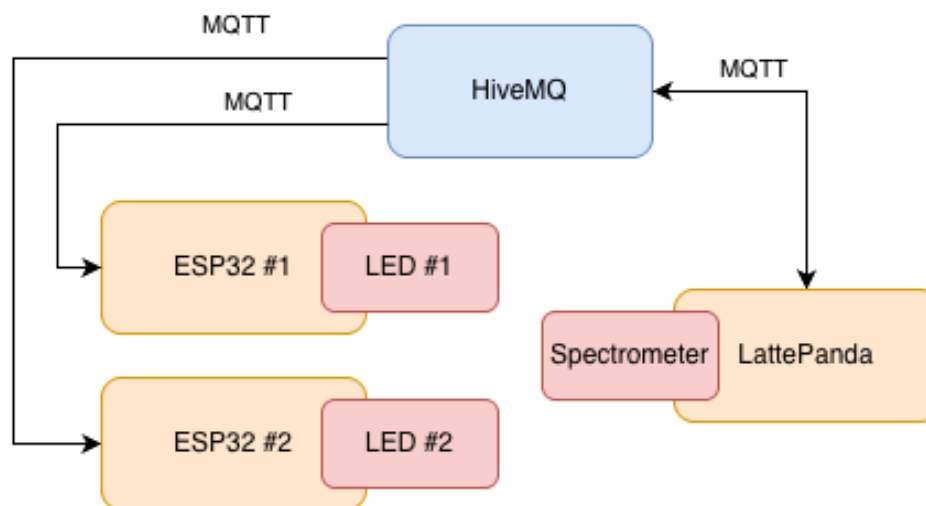 MQTT
HiveMQ
MQTT
MQTT
ESP32 #1
LED #1
Spectrometer
LattePanda
ESP32 #2
LED #2